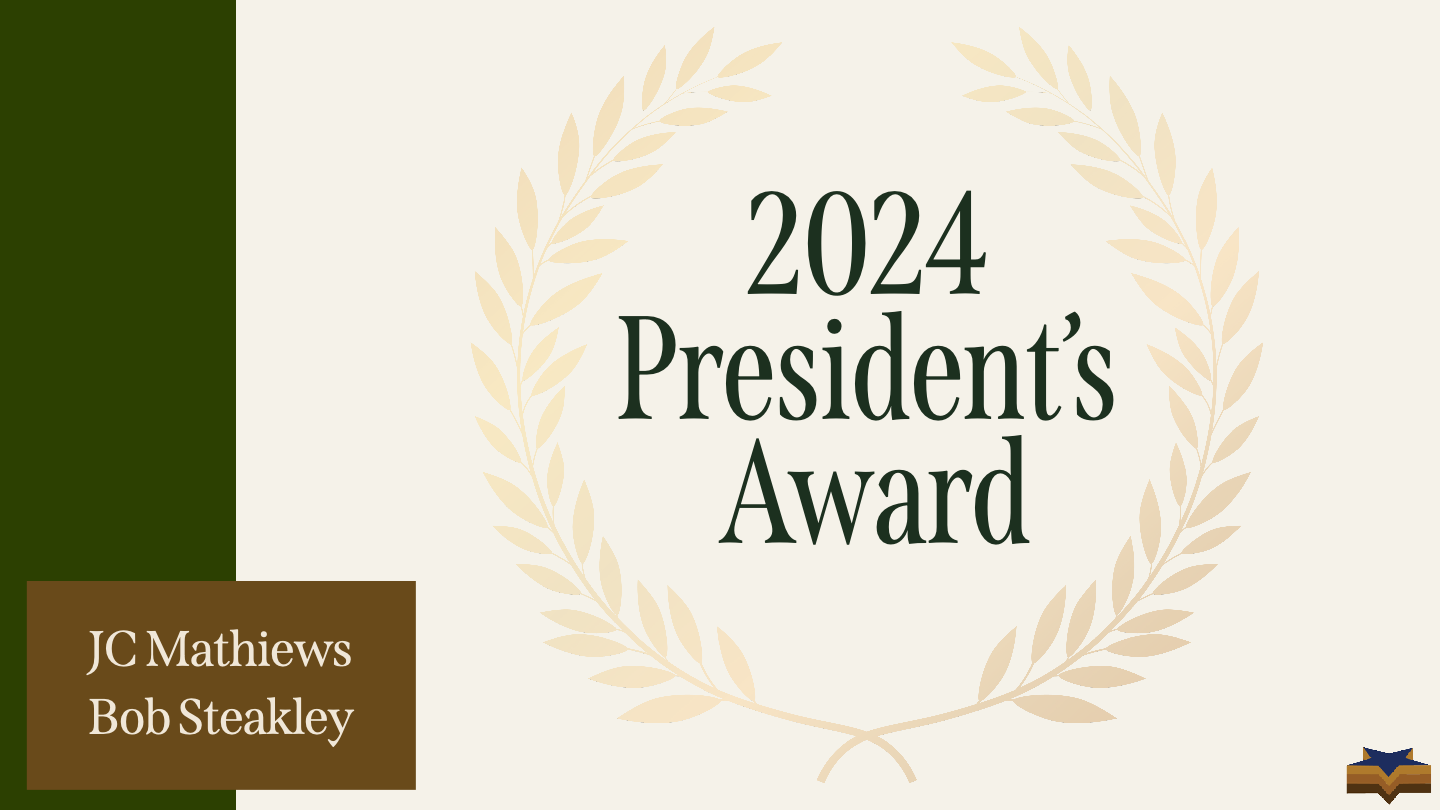 2024
President’s
Award
JC Mathiews
Bob Steakley